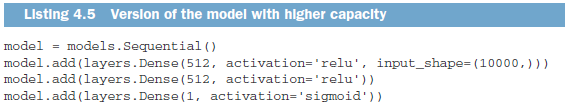 Listing 4.5 Version of the model with higher capacity
model = models.Sequential()
model.add(layers.Dense(512, activation='relu', input_shape=(10000,)))
model.add(layers.Dense(512, activation='relu'))
model.add(layers.Dense(1, activation='sigmoid'))